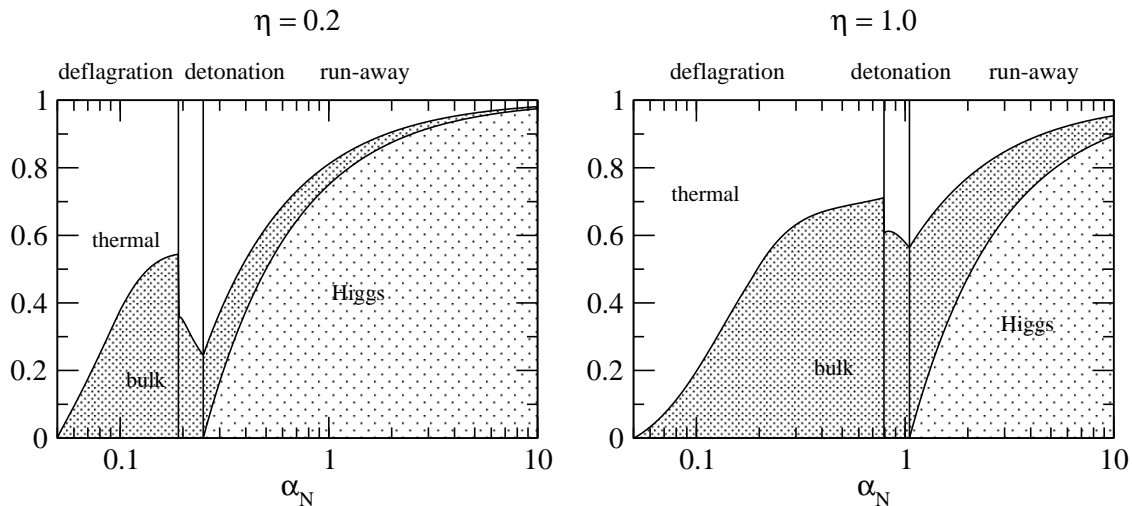 η = 0.2
deflagration detonation run-away
1
0.8
0.6
0.4
0.2
0
thermal
Higgs
bulk
0.1 1 10
α_N
η = 1.0
deflagration detonation run-away
1
0.8
0.6
0.4
0.2
0
thermal
Higgs
bulk
0.1 1 10
α_N